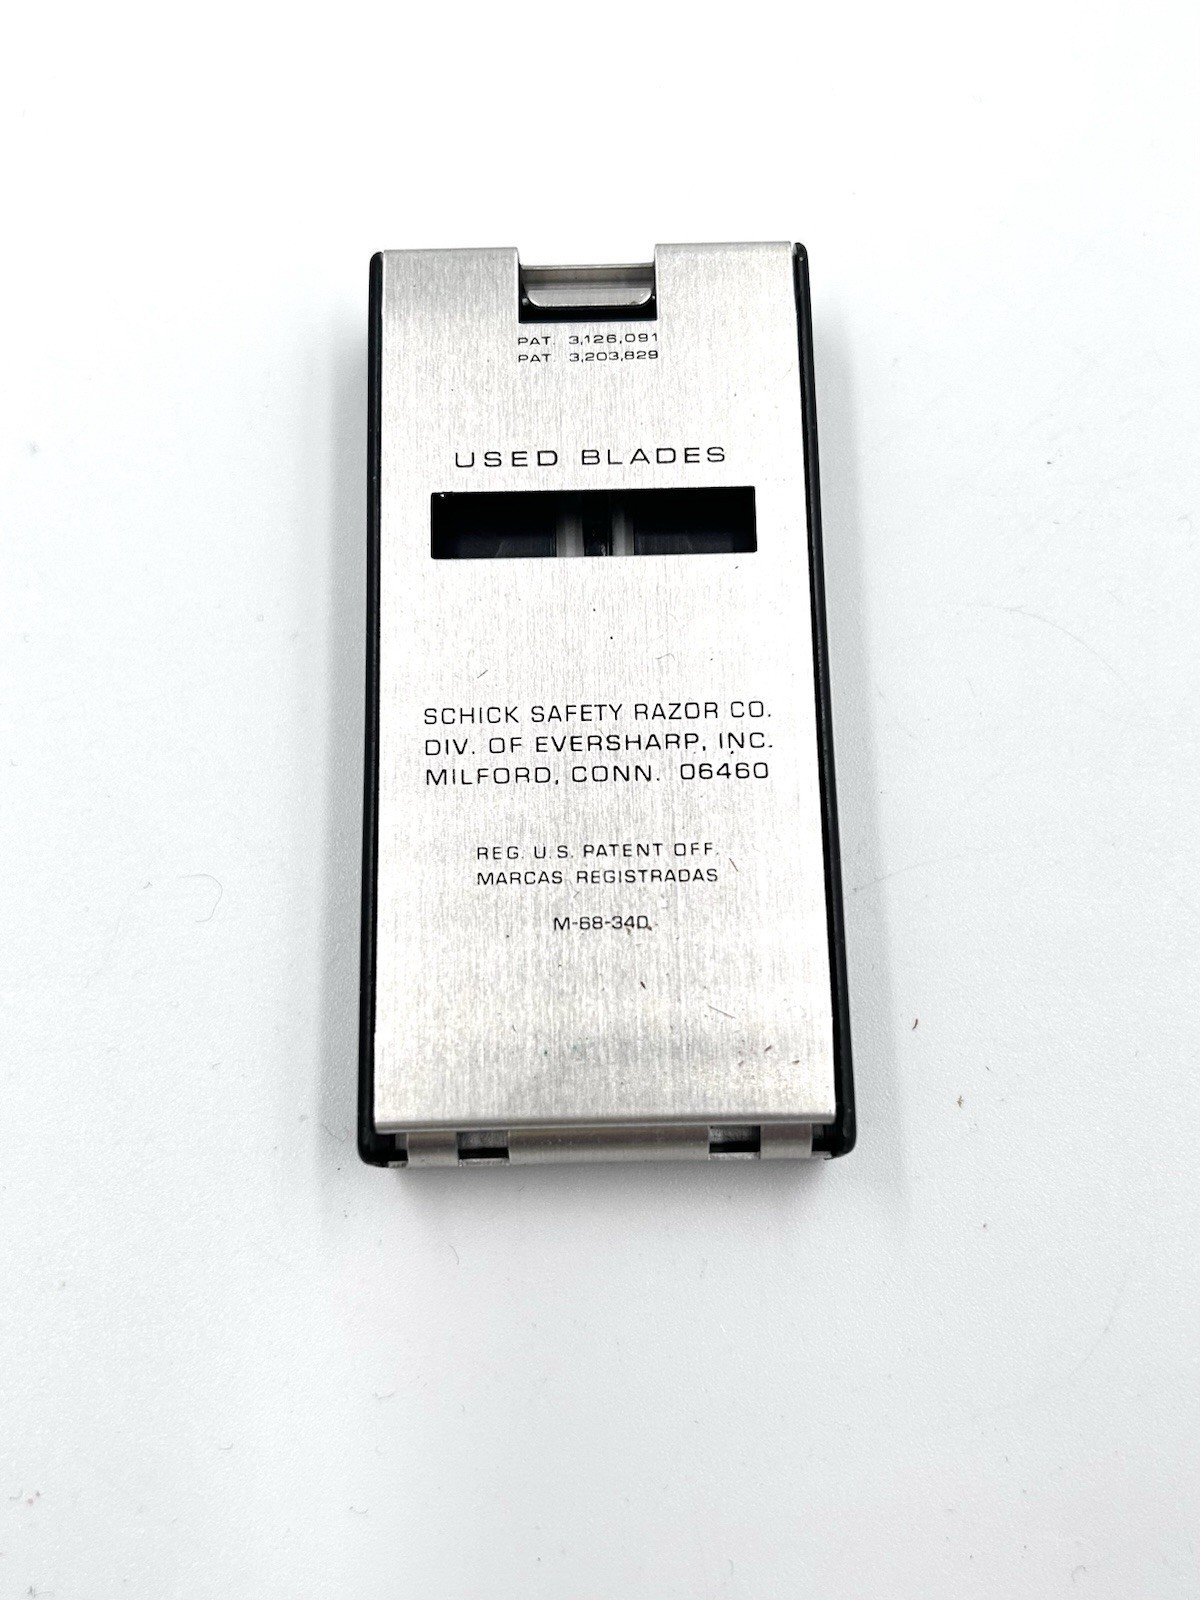 PAT. 3,126,091
PAT. 3,203,829
USED BLADES
SCHICK SAFETY RAZOR CO.
DIV. OF EVERSHARP, INC.
MILFORD, CONN. 06460
REG. U.S. PATENT OFF.
MARCAS REGISTRADAS
M-68-34D